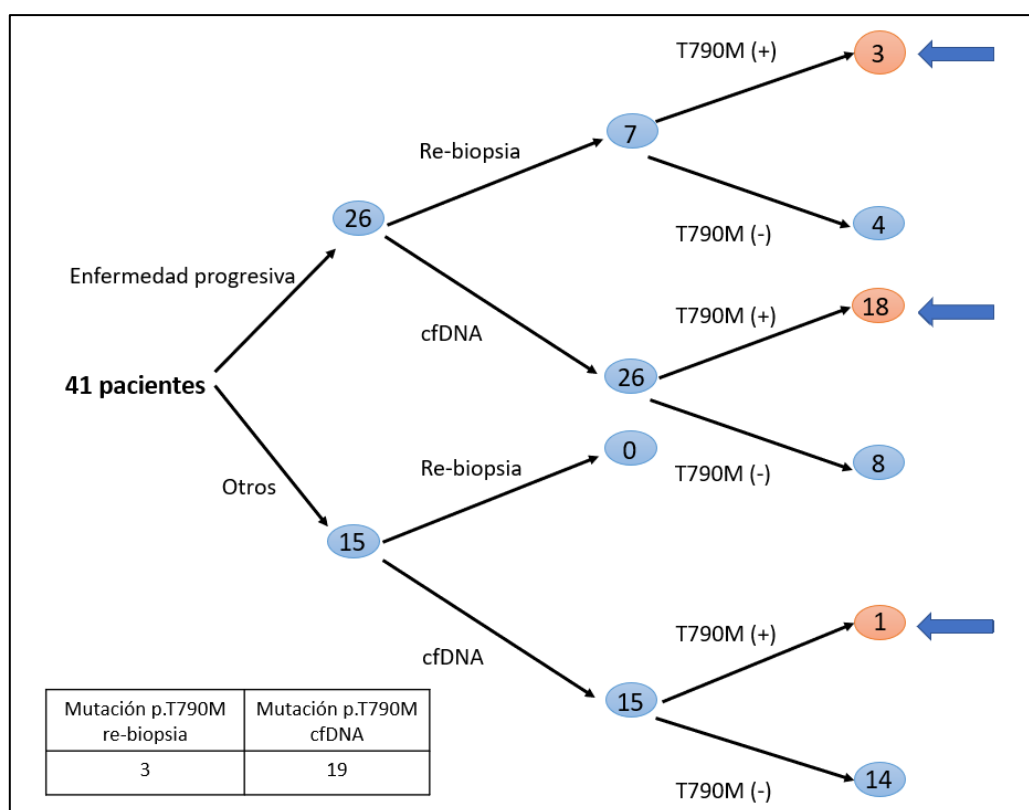 T790M (+)
3
7
Re-biopsia
T790M (-)
4
26
Enfermedad progresiva
T790M (+)
18
cfDNA
26
41 pacientes
T790M (-)
8
Re-biopsia
0
Otros
15
T790M (+)
1
cfDNA
15
T790M (-)
14
Mutación p.T790M
re-biopsia
Mutación p.T790M
cfDNA
3
19